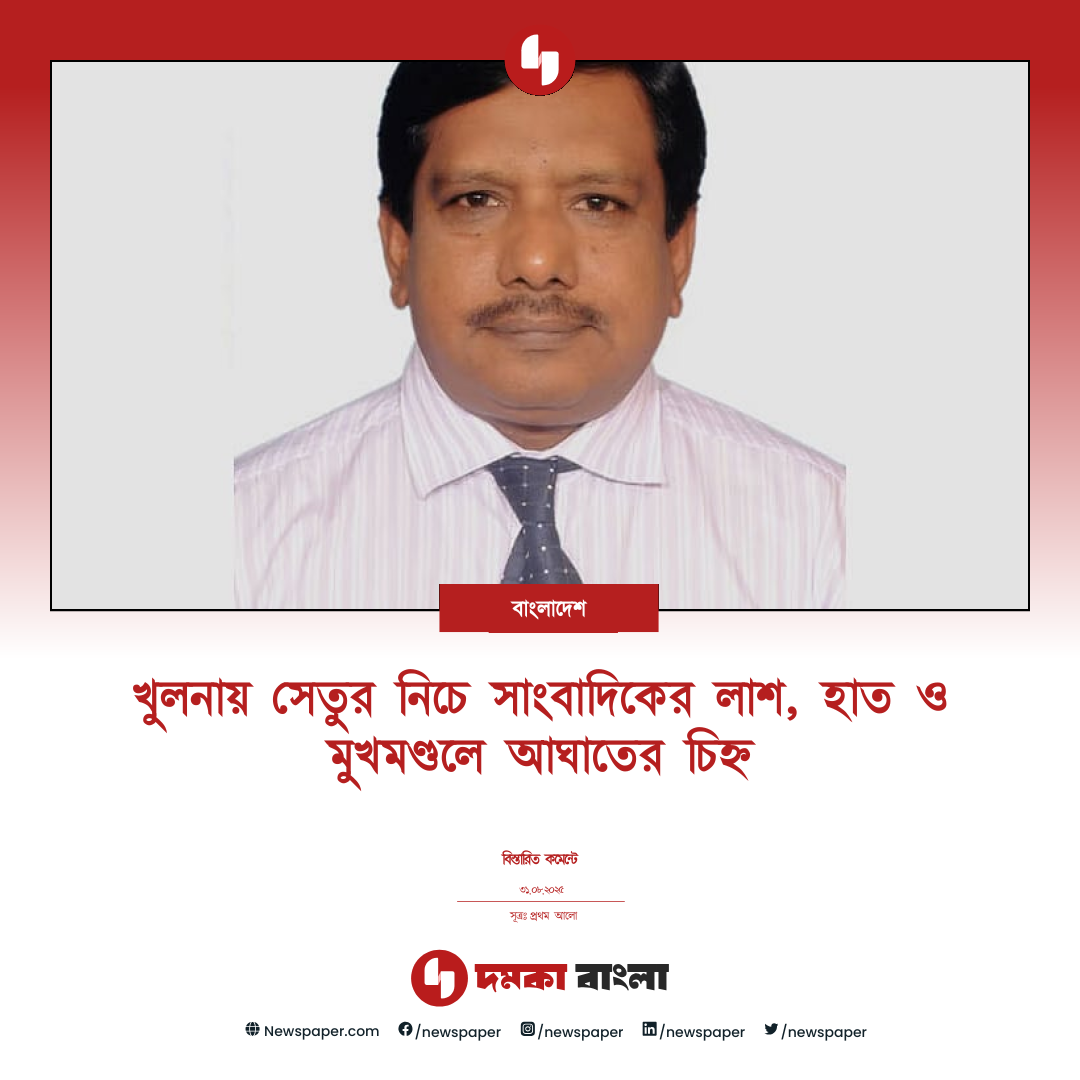 বাংলাদেশ
খুলনায় সেতুর নিচে সাংবাদিকের লাশ, হাত ও
মুখমণ্ডলে আঘাতের চিহ্ন
বিস্তারিত কমেন্টে
৩১.০৮.২০২৫
সূত্রঃ প্রথম আলো
দমকা বাংলা
Newspaper.com /newspaper /newspaper /newspaper /newspaper